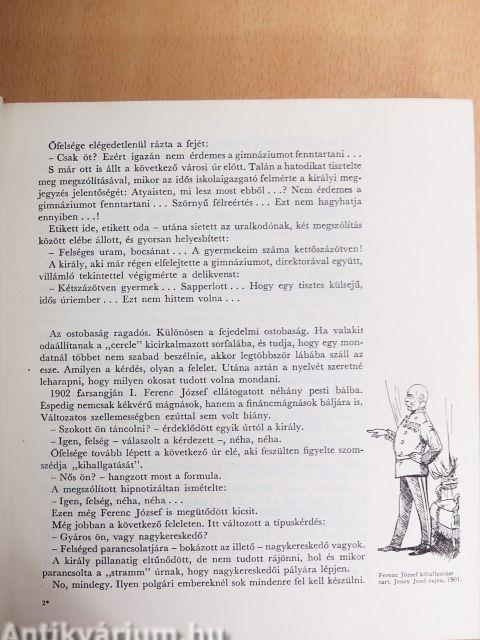 Őfelsége elégedetlenül rázta a fejét:
– Csak öt? Ezért igazán nem érdemes a gimnáziumot fenntartani . . .
S már ott is állt a következő városi úr előtt. Talán a hatodikat tisztelte
meg megszólításával, mikor az idős iskolaigazgató felmérte a királyi meg-
jegyzés jelentőségét: Atyaisten, mi lesz most ebből . . .? Nem érdemes a
gimnáziumot fenntartani . . . Szörnyű félreértés . . . Ezt nem hagyhatja
ennyiben . . .!
Etikett ide, etikett oda – utána sietett az uralkodónak, két megszólítás
között elébe állott, és gyorsan helyesbített:
– Felséges uram, bocsánat . . . A gyermekeim száma kettőszázötven!
A király, aki már régen elfelejtette a gimnáziumot, direktorával együtt,
villámló tekintettel végigmérte a delikvenst:
– Kétszázötven gyermek . . . Sapperlott . . . Hogy egy tisztes külsejű,
idős úriember . . . Ezt nem hittem volna . . .
Az ostobaság ragadós. Különösen a fejedelmi ostobaság. Ha valakit
odaállítanak a „cercle” kicirkalmazott sorfalába, és tudja, hogy egy mon-
datnál többet nem szabad beszélnie, akkor legtöbbször lábába száll az
esze. Amilyen a kérdés, olyan a felelet. Utána aztán a nyelvét szeretné
leharapni, hogy milyen okosat tudott volna mondani.
1902 farsangján I. Ferenc József ellátogatott néhány pesti bálba.
Éspedig nemcsak kékvérű mágnások, hanem a fináncmágnások báljára is.
Változatos szellemességben ezúttal sem volt hiány.
– Szokott ön táncolni? – érdeklődött egyik úrtól a király.
– Igen, felség – válaszolt a kérdezett –, néha, néha.
Őfelsége tovább lépett a következő úr elé, aki feszülten figyelte szom-
szédja „kihallgatását”.
– Nős ön? – hangzott most a formula.
A megszólított hipnotizáltan ismételte:
– Igen, felség, néha, néha . . .
Ezen még Ferenc József is megütődött kicsit.
Még jobban a következő feleleten. Itt változott a típuskérdés:
– Gyáros ön, vagy nagykereskedő?
– Felséged parancsolatjára – bokázott az illető – nagykereskedő vagyok.
A király pillanatig eltűnődött, de nem tudott rájönni, hol és mikor
parancsolta a „stramm” úrnak, hogy nagykereskedői pályára lépjen.
No, mindegy. Ilyen polgári embereknél sok mindenre fel kell készülni.
Ferenc József kihallgatást
tart. Jeney Jenő rajza, 1901.
2*
Antikvárium.hu